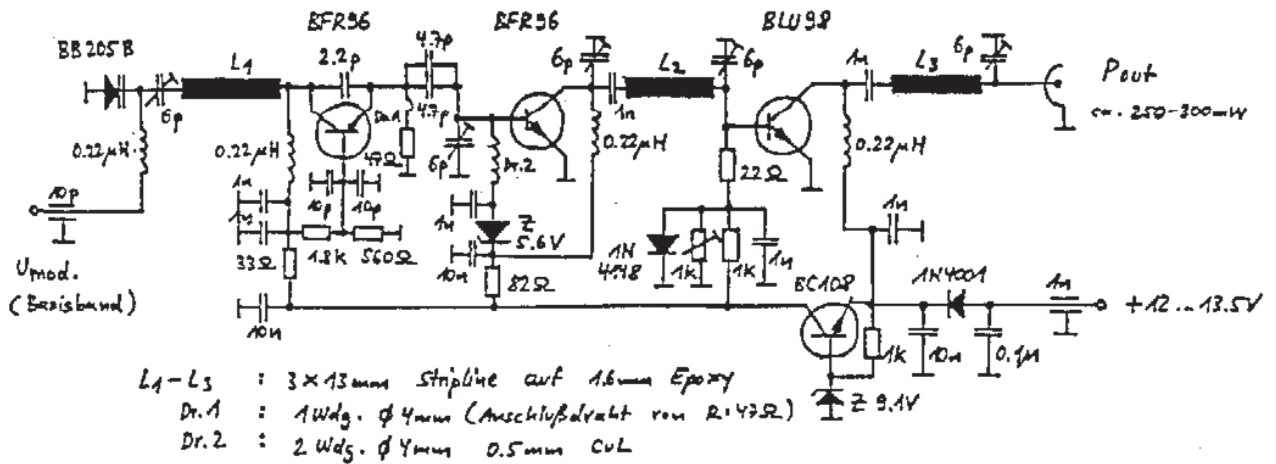 BFR96 BFR96 BLU98
BB205B
4.7p
2.2p
L1
6p
4.7p
Dr.1
47Ω
6p
6p
1n
L2
6p
1n
L3
6p
Pout
ca. 250-300mW
0.22µH
0.22µH
6p
Dr.2
0.22µH
22Ω
0.22µH
10p
1n
1n
10p 10p
1n
Z
5.6V
1n
Umod.
(Basisband)
33Ω
1.8k
560Ω
10n
82Ω
1N
4148
1k
1k
1n
BC108
1N4001
1n
+12...13.5V
10n
1k
10n
0.1µ
Z 9.1V
L1-L3 : 3×13mm Stripline auf 1.6mm Epoxy
Dr.1 : 1 Wdg. ϕ 4mm (Anschlußdraht von R:47Ω)
Dr.2 : 2 Wdg. ϕ 4mm 0.5mm CuL